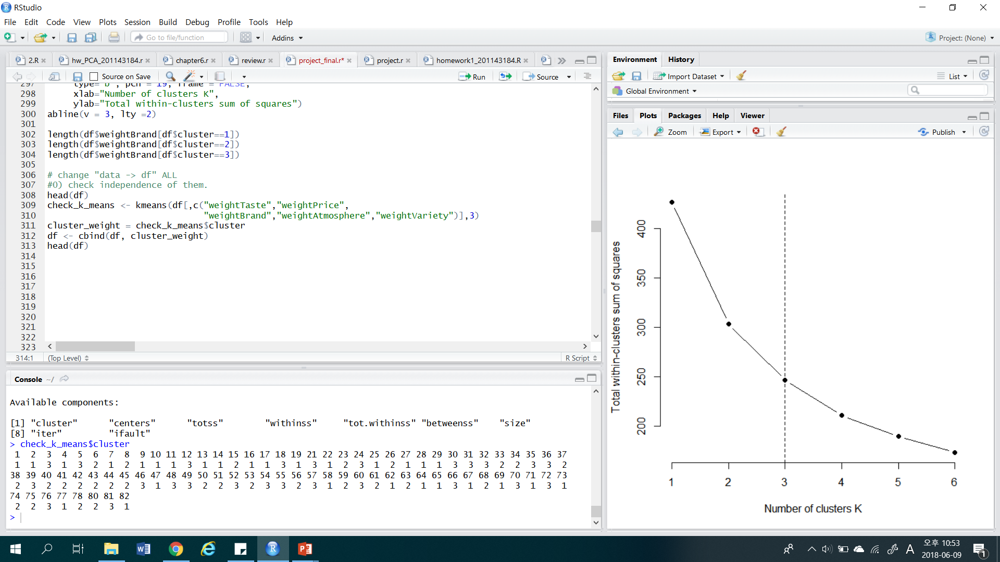 RStudio
File Edit Code View Plots Session Build Debug Profile Tools Help
Go to file/function Addins Project: (None)
2.R hw_PCA_201143184.r chapter6.r review.r project_final.r* project.r homework1_201143184.R
Source on Save Run Source
297 type="b", pch = 19, frame = FALSE,
298 xlab="Number of clusters K",
299 ylab="Total within-clusters sum of squares")
300 abline(v = 3, lty =2)
301
302 length(df$weightBrand[df$cluster==1])
303 length(df$weightBrand[df$cluster==2])
304 length(df$weightBrand[df$cluster==3])
305
306 # change "data -> df" ALL
307 #0) check independence of them.
308 head(df)
309 check_k_means <- kmeans(df[,c("weightTaste","weightPrice",
310 "weightBrand","weightAtmosphere","weightVariety")],3)
311 cluster_weight = check_k_means$cluster
312 df <- cbind(df, cluster_weight)
313 head(df)
314
315
316
317
318
319
320
321
322
323
314:1 (Top Level) R Script
Console ~/
Available components:
[1] "cluster" "centers" "totss" "withinss" "tot.withinss" "betweenss" "size"
[8] "iter" "ifault"
> check_k_means$cluster
1 2 3 4 5 6 7 8 9 10 11 12 13 14 15 16 17 18 19 21 22 23 24 25 26 27 28 29 30 31 32 33 34 35 36 37
1 1 3 1 3 2 1 2 1 1 1 3 1 1 2 1 1 3 1 3 1 2 3 1 2 1 1 1 3 3 3 2 2 3 3 2
38 39 40 41 42 43 44 45 46 47 48 49 50 51 52 53 54 55 56 57 58 59 60 61 62 63 64 65 66 67 68 69 70 71 72 73
2 3 2 2 2 2 2 2 3 1 3 3 2 2 3 2 3 3 2 3 1 2 3 2 1 2 1 1 3 1 2 1 3 1 3 1
74 75 76 77 78 80 81 82
2 2 3 1 2 2 3 1
>
Environment History
Import Dataset List
Global Environment
Files Plots Packages Help Viewer
Zoom Export Publish
Total within-clusters sum of squares
400
350
300
250
200
1 2 3 4 5 6
Number of clusters K
A 오후 10:53
2018-06-09
1